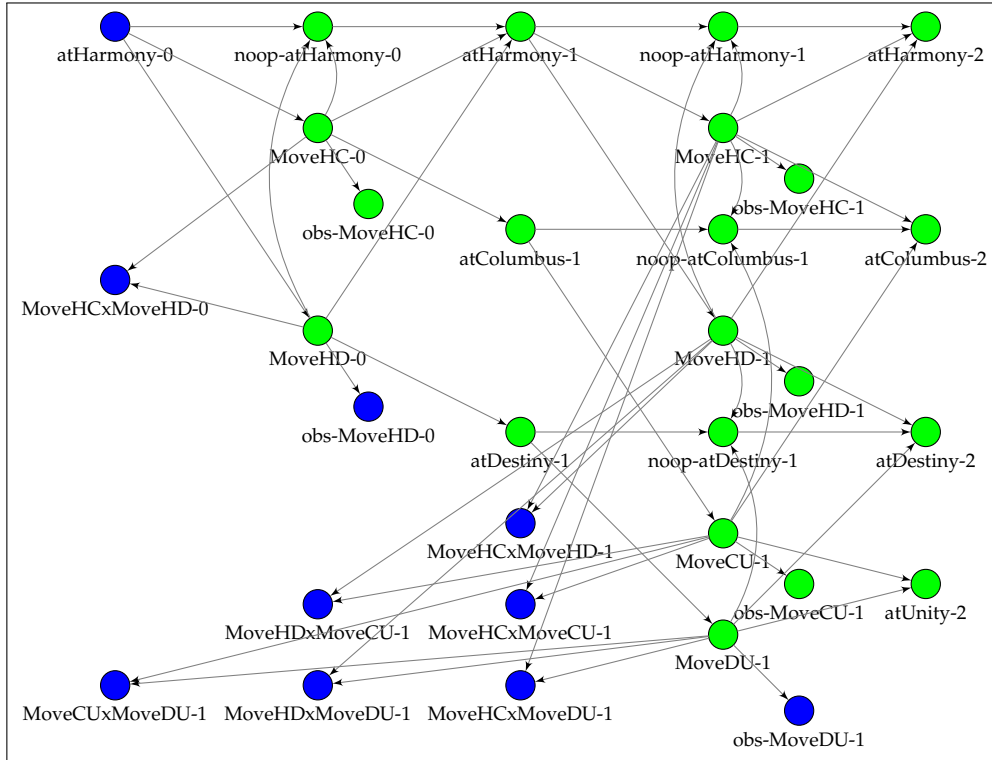 atHarmony-0
noop-atHarmony-0
atHarmony-1
noop-atHarmony-1
atHarmony-2
MoveHC-0
MoveHC-1
obs-MoveHC-0
obs-MoveHC-1
atColumbus-1
noop-atColumbus-1
atColumbus-2
MoveHCxMoveHD-0
MoveHD-0
MoveHD-1
obs-MoveHD-0
obs-MoveHD-1
atDestiny-1
noop-atDestiny-1
atDestiny-2
MoveHCxMoveHD-1
MoveCU-1
MoveHDxMoveCU-1
MoveHCxMoveCU-1
obs-MoveCU-1
atUnity-2
MoveDU-1
MoveCUxMoveDU-1
MoveHDxMoveDU-1
MoveHCxMoveDU-1
obs-MoveDU-1